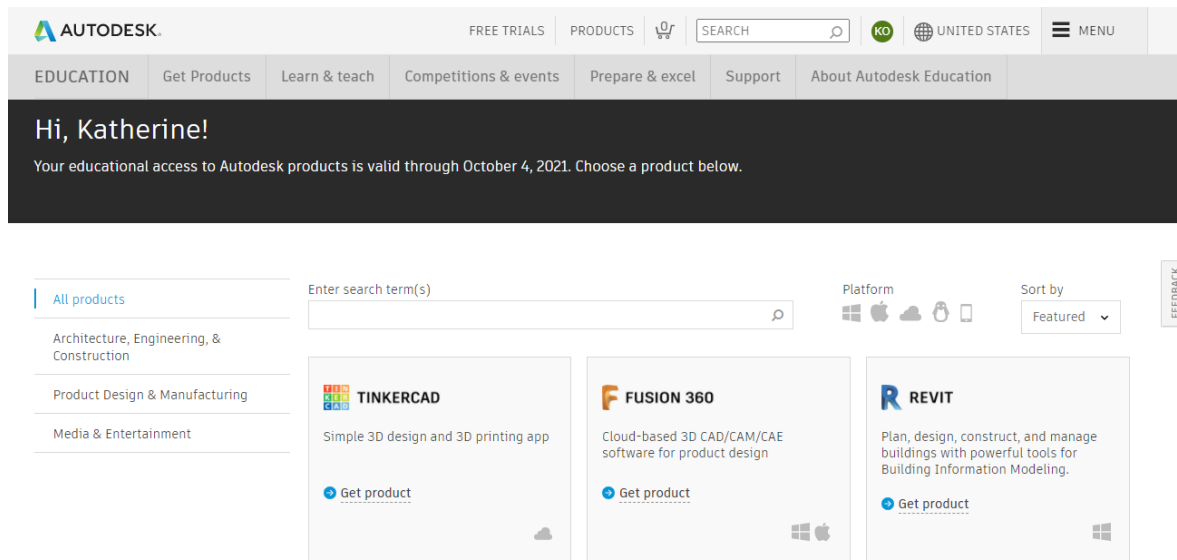 AUTODESK.
FREE TRIALS
PRODUCTS
0
SEARCH
KO
UNITED STATES
MENU
EDUCATION
Get Products
Learn & teach
Competitions & events
Prepare & excel
Support
About Autodesk Education
Hi, Katherine!
Your educational access to Autodesk products is valid through October 4, 2021. Choose a product below.
All products
Architecture, Engineering, &
Construction
Product Design & Manufacturing
Media & Entertainment
Enter search term(s)
Platform
Sort by
Featured
FEEDBACK
TIN
KER
CAD
TINKERCAD
Simple 3D design and 3D printing app
Get product
F
FUSION 360
Cloud-based 3D CAD/CAM/CAE
software for product design
Get product
R
REVIT
Plan, design, construct, and manage
buildings with powerful tools for
Building Information Modeling.
Get product